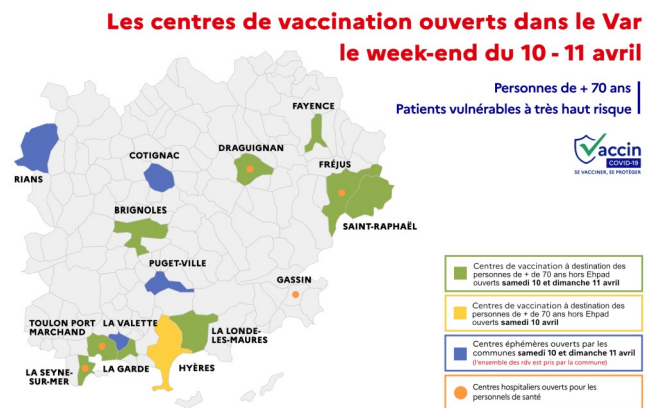 Les centres de vaccination ouverts dans le Var
le week-end du 10 - 11 avril
Personnes de + 70 ans
Patients vulnérables à très haut risque
Vaccin
COVID-19
SE VACCINER, SE PROTÉGER
FAYENCE
DRAGUIGNAN
COTIGNAC
FRÉJUS
RIANS
BRIGNOLES
SAINT-RAPHAËL
PUGET-VILLE
GASSIN
TOULON PORT
MARCHAND
LA VALETTE
LA LONDE-
LES-MAURES
LA SEYNE-
SUR-MER
LA GARDE
HYÈRES
Centres de vaccination à destination des
personnes de + de 70 ans hors Ehpad
ouverts samedi 10 et dimanche 11 avril
Centres de vaccination à destination des
personnes de + de 70 ans hors Ehpad
ouverts samedi 10 avril
Centres éphémères ouverts par les
communes samedi 10 et dimanche 11 avril
(l'ensemble des rdv est pris par la commune)
Centres hospitaliers ouverts pour les
personnels de santé